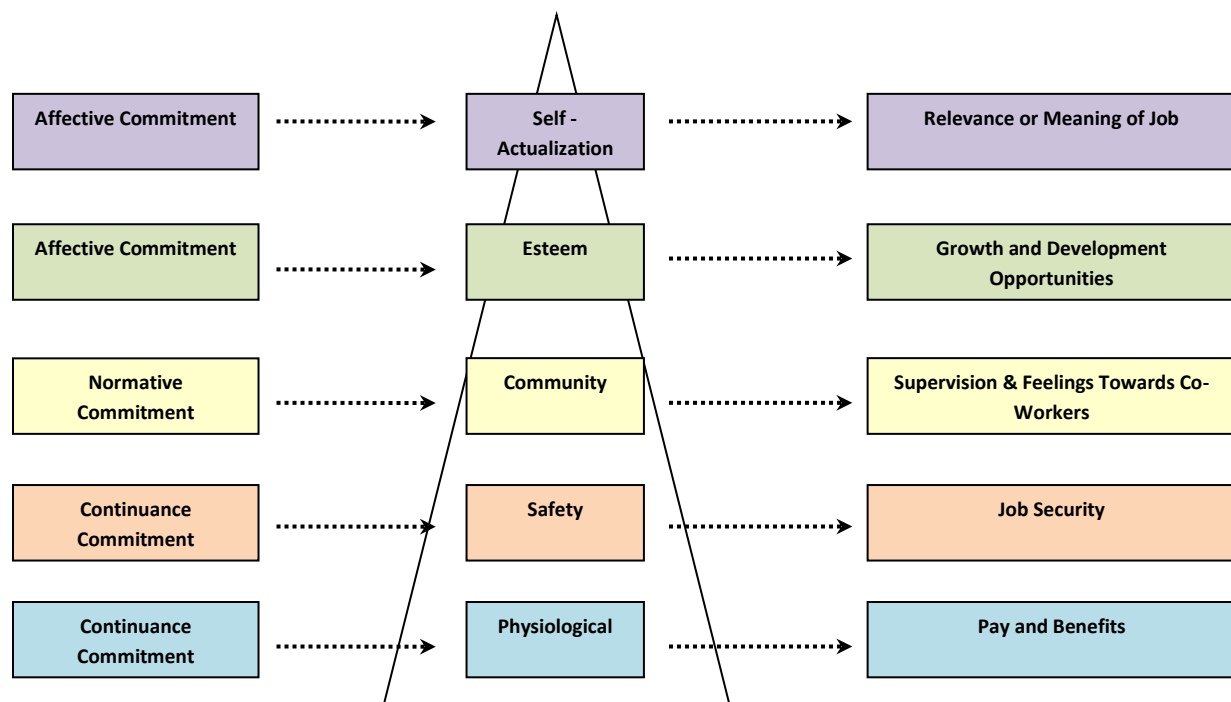 Affective Commitment
Self -
Actualization
Relevance or Meaning of Job
Affective Commitment
Esteem
Growth and Development
Opportunities
Normative
Commitment
Community
Supervision & Feelings Towards Co-
Workers
Continuance
Commitment
Safety
Job Security
Continuance
Commitment
Physiological
Pay and Benefits